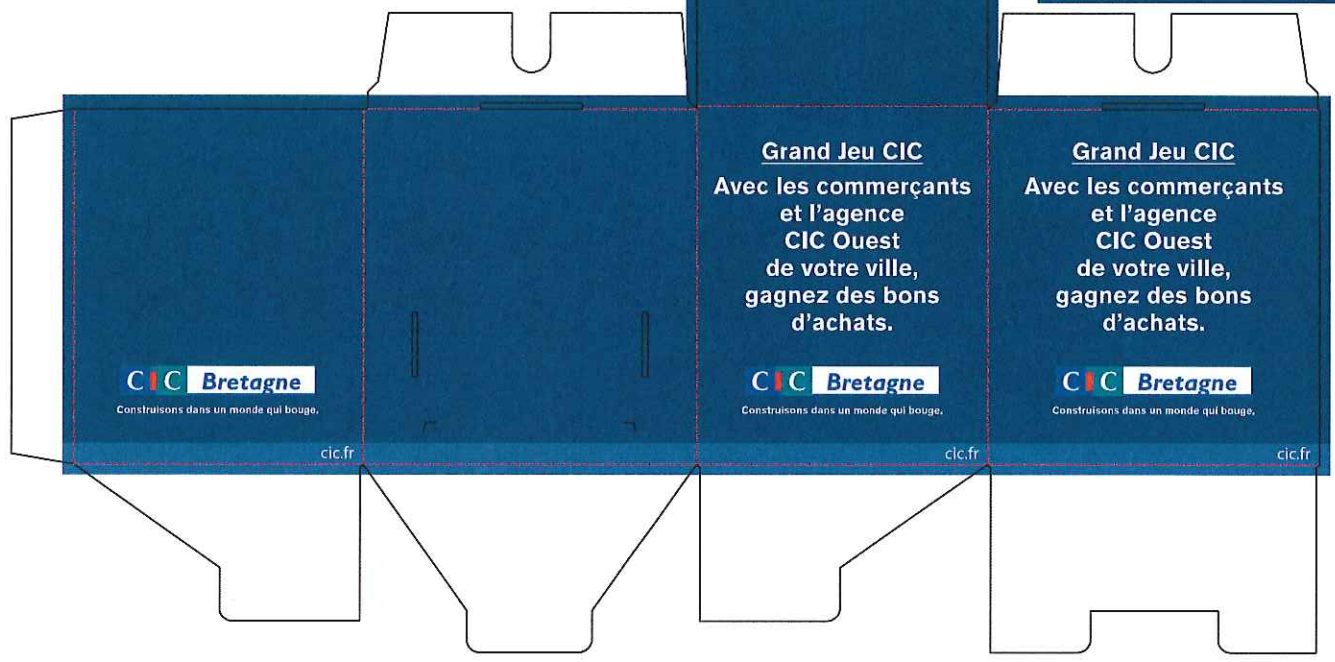 CIC Bretagne
Construisons dans un monde qui bouge.
cic.fr
Grand Jeu CIC
Avec les commerçants
et l'agence
CIC Ouest
de votre ville,
gagnez des bons
d'achats.
CIC Bretagne
Construisons dans un monde qui bouge.
cic.fr
Grand Jeu CIC
Avec les commerçants
et l'agence
CIC Ouest
de votre ville,
gagnez des bons
d'achats.
CIC Bretagne
Construisons dans un monde qui bouge.
cic.fr